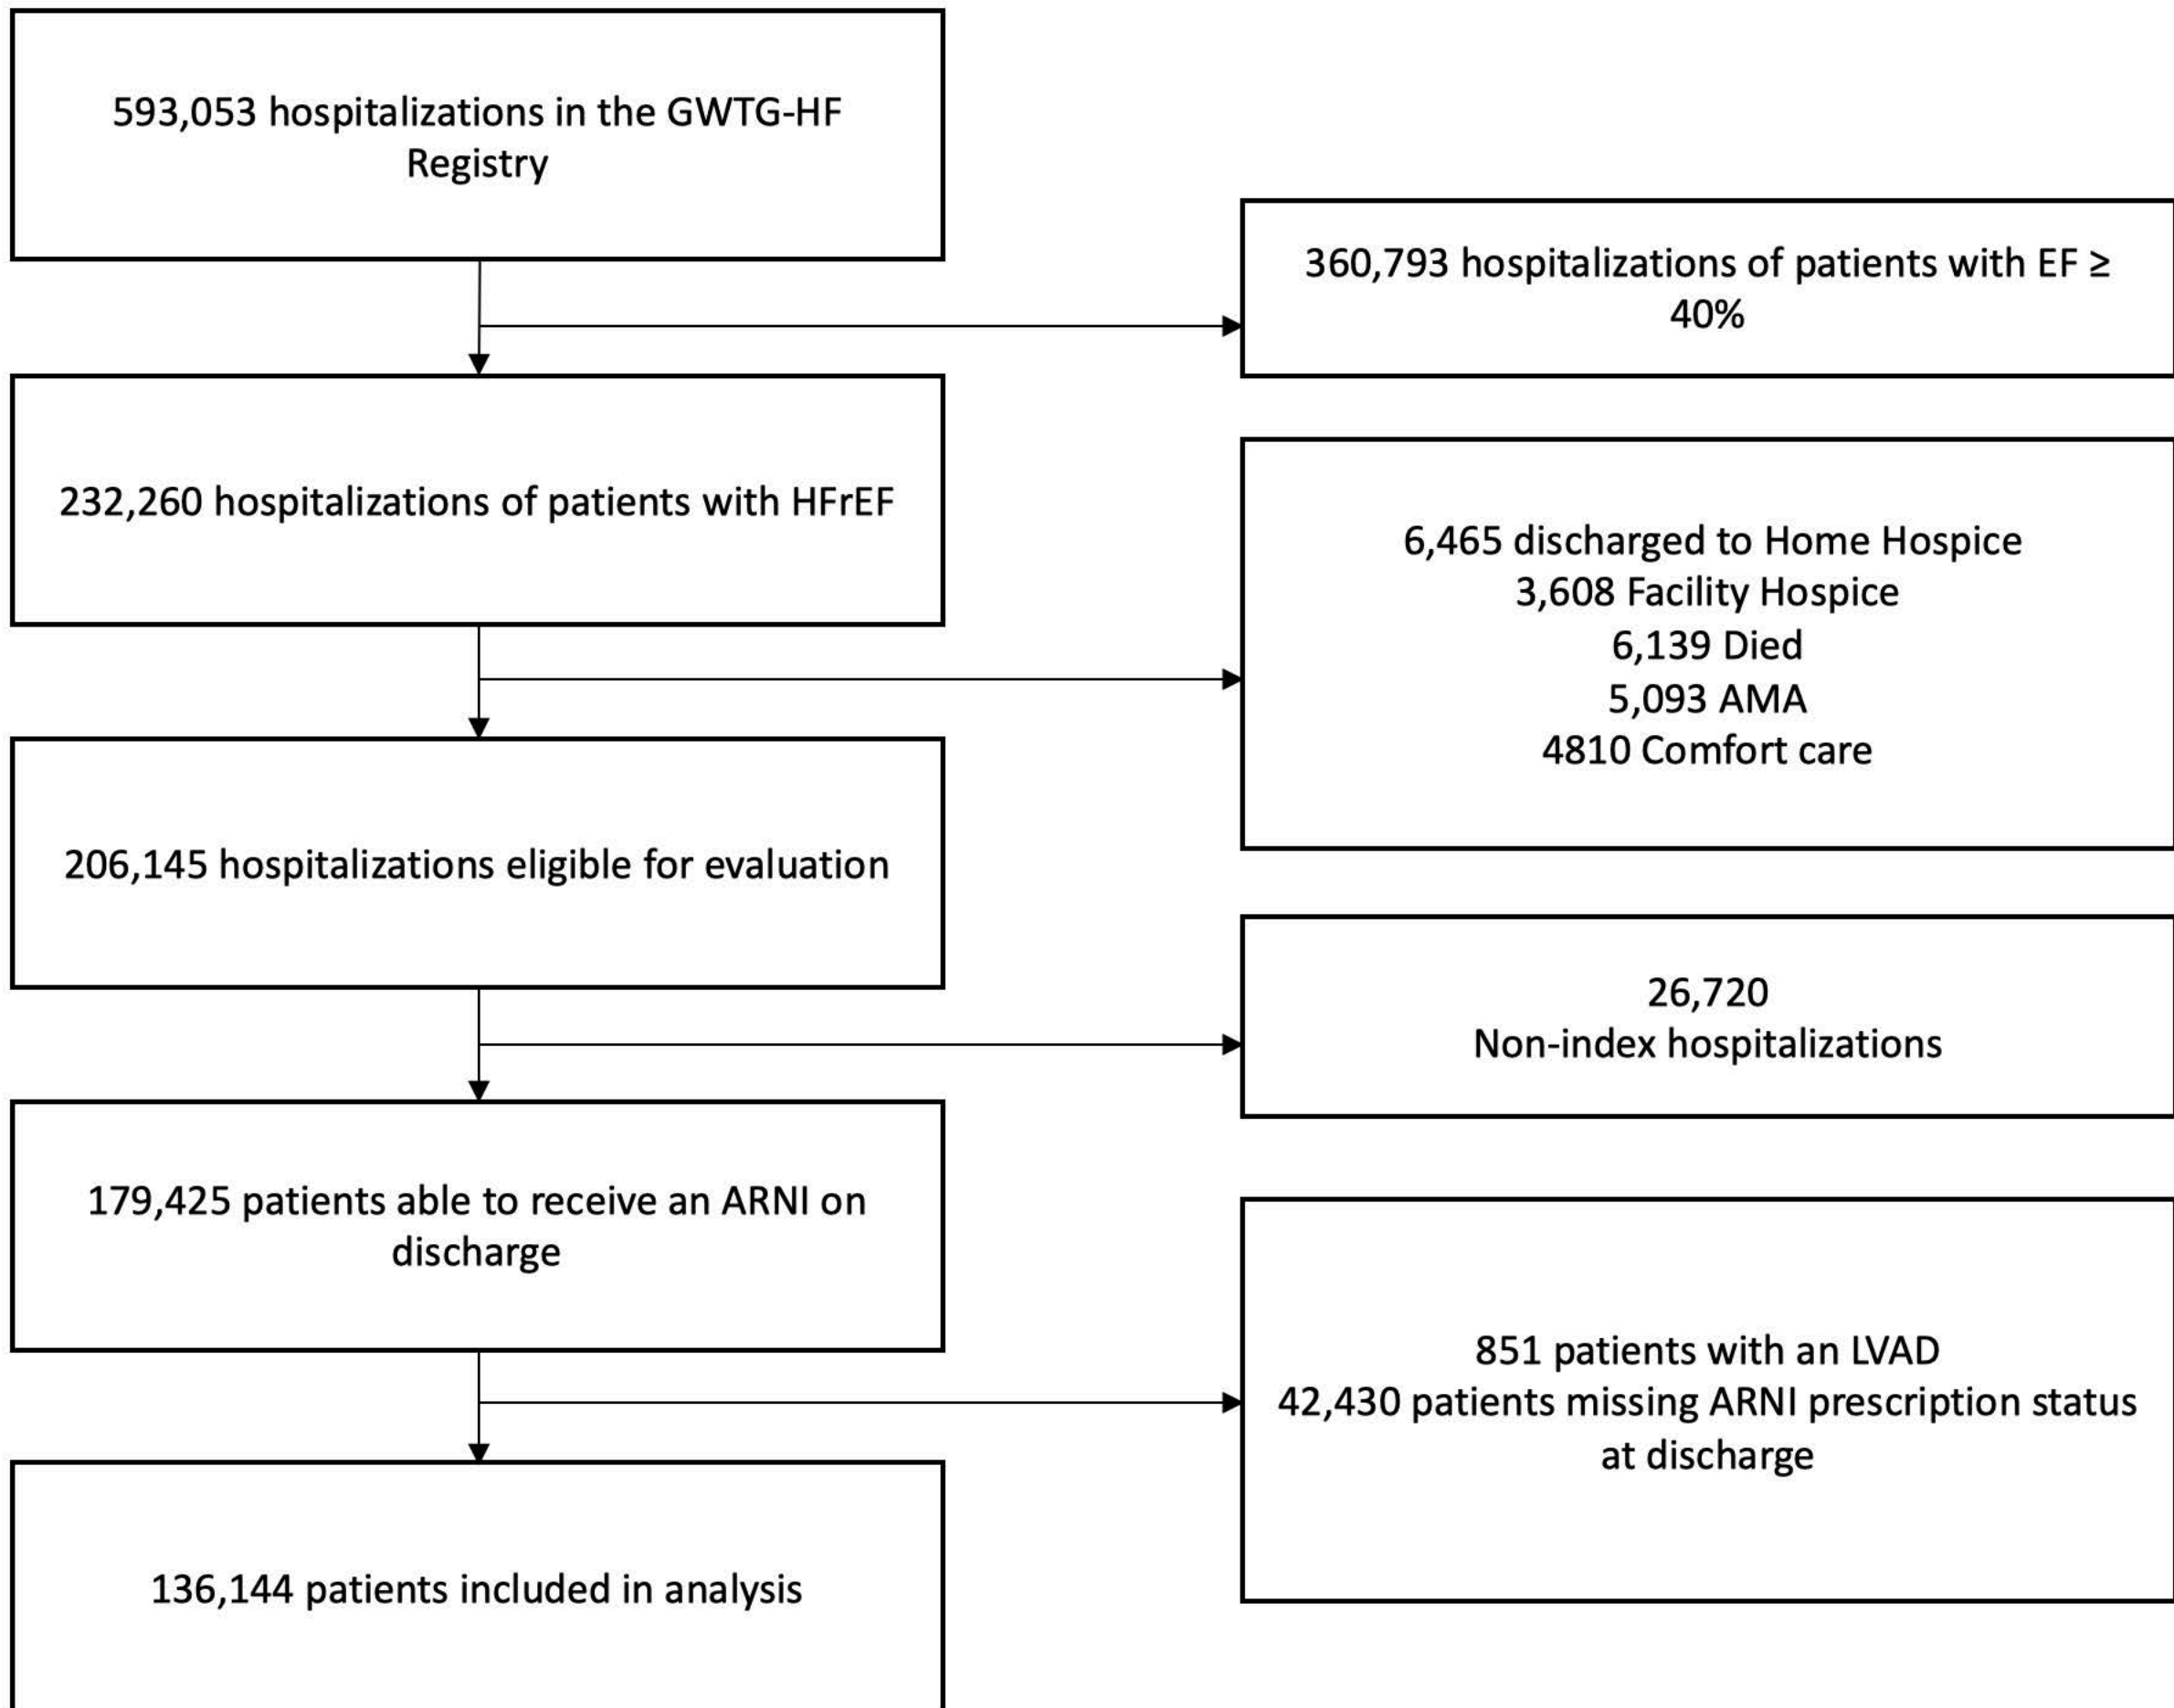 593,053 hospitalizations in the GWTG-HF
Registry
360,793 hospitalizations of patients with EF ≥
40%
232,260 hospitalizations of patients with HFrEF
6,465 discharged to Home Hospice
3,608 Facility Hospice
6,139 Died
5,093 AMA
4810 Comfort care
206,145 hospitalizations eligible for evaluation
26,720
Non-index hospitalizations
179,425 patients able to receive an ARNI on
discharge
851 patients with an LVAD
42,430 patients missing ARNI prescription status
at discharge
136,144 patients included in analysis